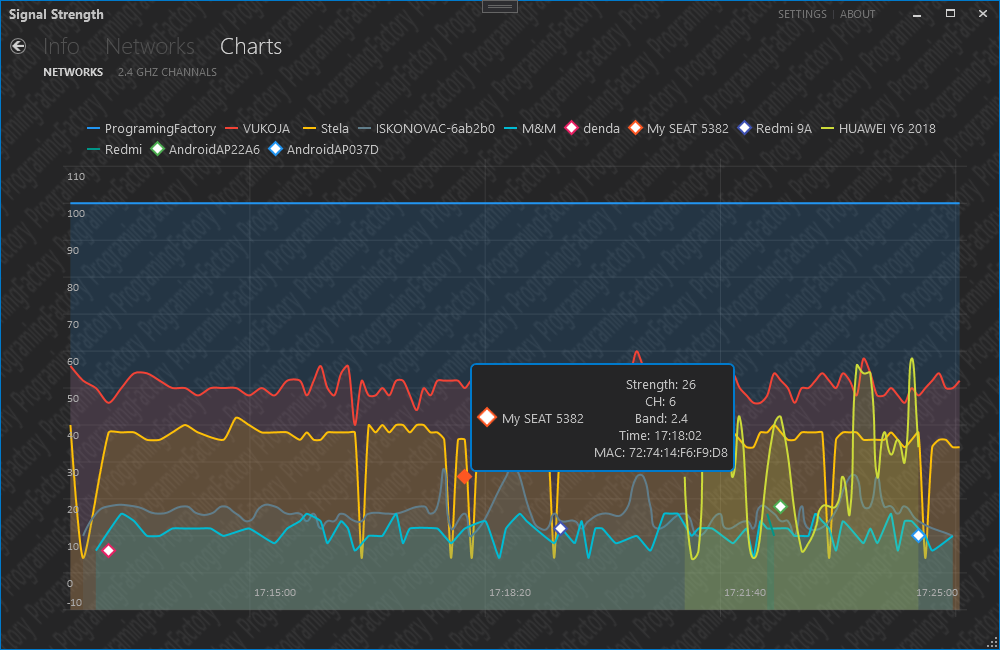 Signal Strength
SETTINGS | ABOUT
Info Networks Charts
NETWORKS 2.4 GHZ CHANNELS
ProgramingFactory VUKOJA Stela ISKONOVAC-6ab2b0 M&M denda My SEAT 5382 Redmi 9A HUAWEI Y6 2018
Redmi AndroidAP22A6 AndroidAP037D
110
100
90
80
70
60
50
40
30
20
10
0
-10
My SEAT 5382
Strength: 26
CH: 6
Band: 2.4
Time: 17:18:02
MAC: 72:74:14:F6:F9:D8
17:15:00 17:18:20 17:21:40 17:25:00
ProgramingFactory